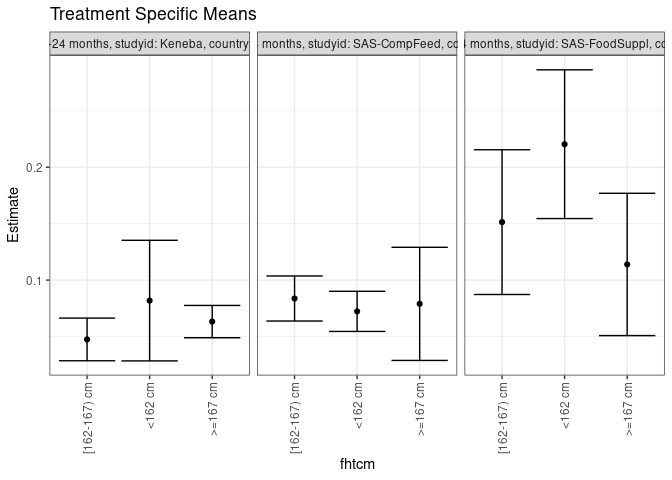 Treatment Specific Means
-24 months, studyid: Keneba, country
months, studyid: SAS-CompFeed, co
months, studyid: SAS-FoodSuppl, co
Estimate
0.2
0.1
[162-167) cm
<162 cm
>=167 cm
[162-167) cm
<162 cm
>=167 cm
[162-167) cm
<162 cm
>=167 cm
fhtcm